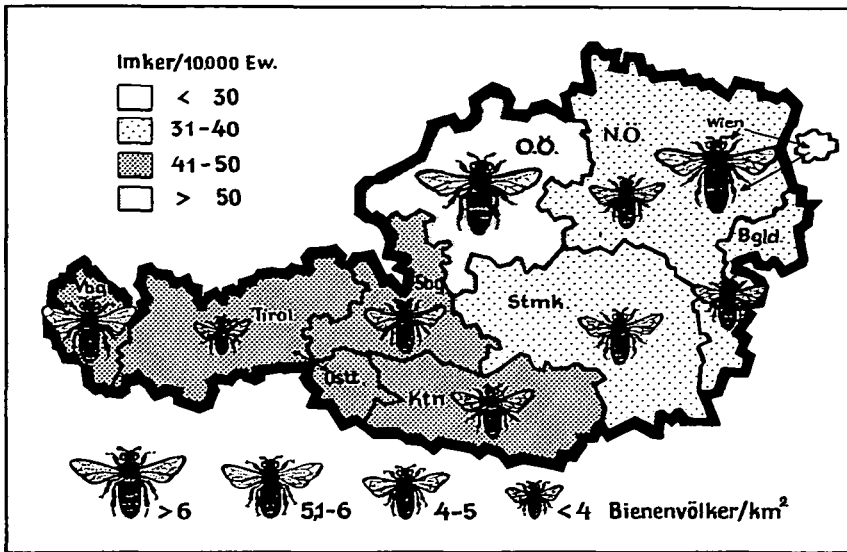 Imker/10.000 Ew.
< 30
31-40
41-50
> 50
Wien
N.Ö.
O.Ö.
Bgld.
Vbg.
Sbg.
Stmk
Tirol
Ostt.
Ktn
>6 5,1-6 4-5 <4 Bienenvölker/km²